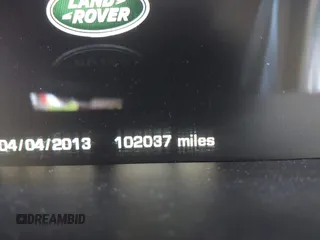 LAND
ROVER
04/04/2013 102037 miles
DREAMBID